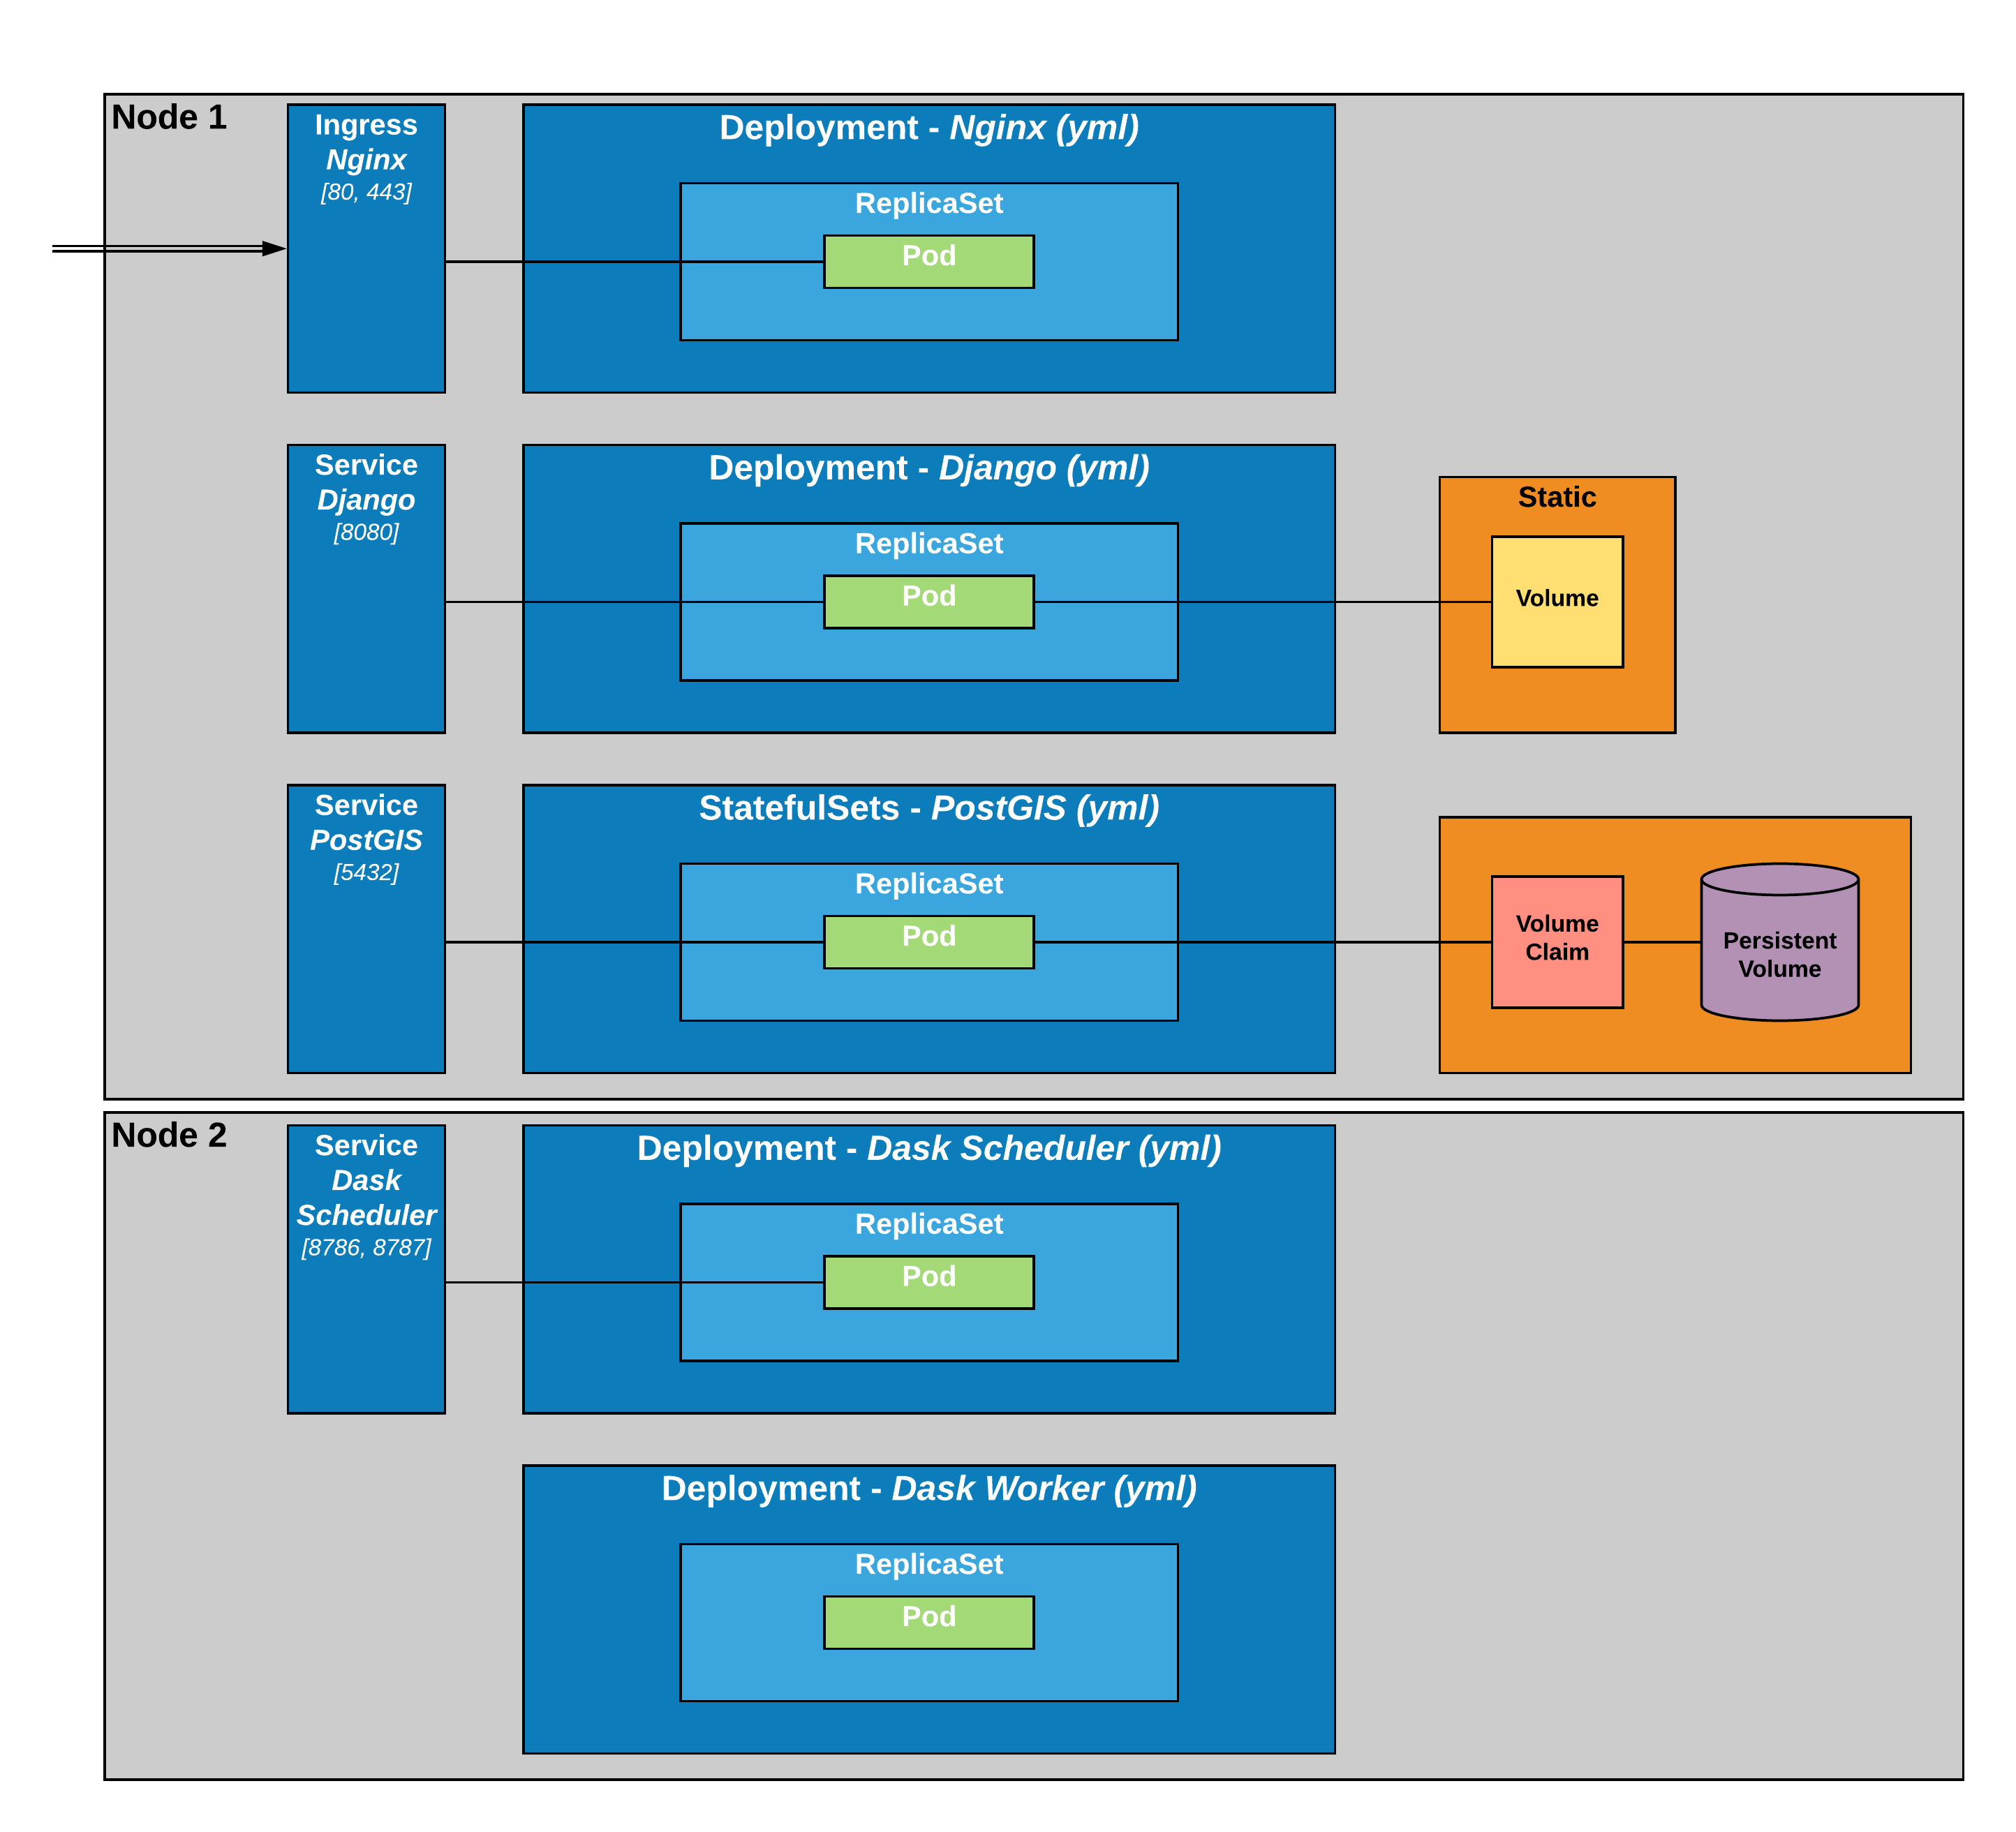 Node 1
Ingress
Nginx
[80, 443]
Deployment - Nginx (yml)
ReplicaSet
Pod
Service
Django
[8080]
Deployment - Django (yml)
ReplicaSet
Pod
Static
Volume
Service
PostGIS
[5432]
StatefulSets - PostGIS (yml)
ReplicaSet
Pod
Volume
Claim
Persistent
Volume
Node 2
Service
Dask
Scheduler
[8786, 8787]
Deployment - Dask Scheduler (yml)
ReplicaSet
Pod
Deployment - Dask Worker (yml)
ReplicaSet
Pod